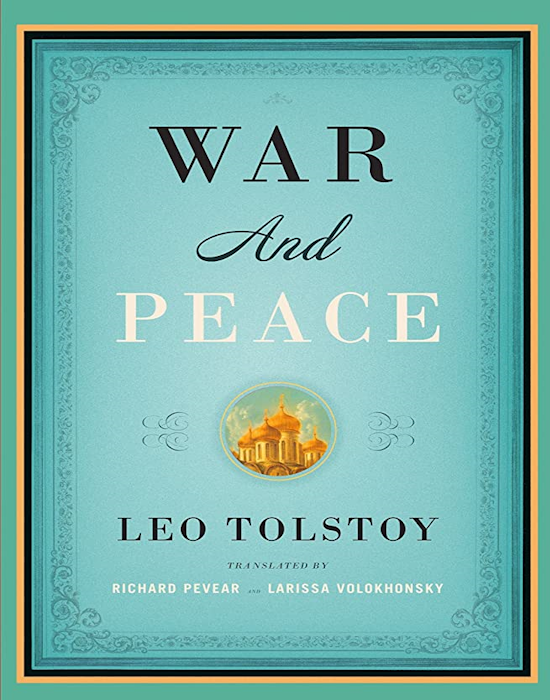 WAR
And
PEACE
LEO TOLSTOY
TRANSLATED BY
RICHARD PEVEAR AND LARISSA VOLOKHONSKY